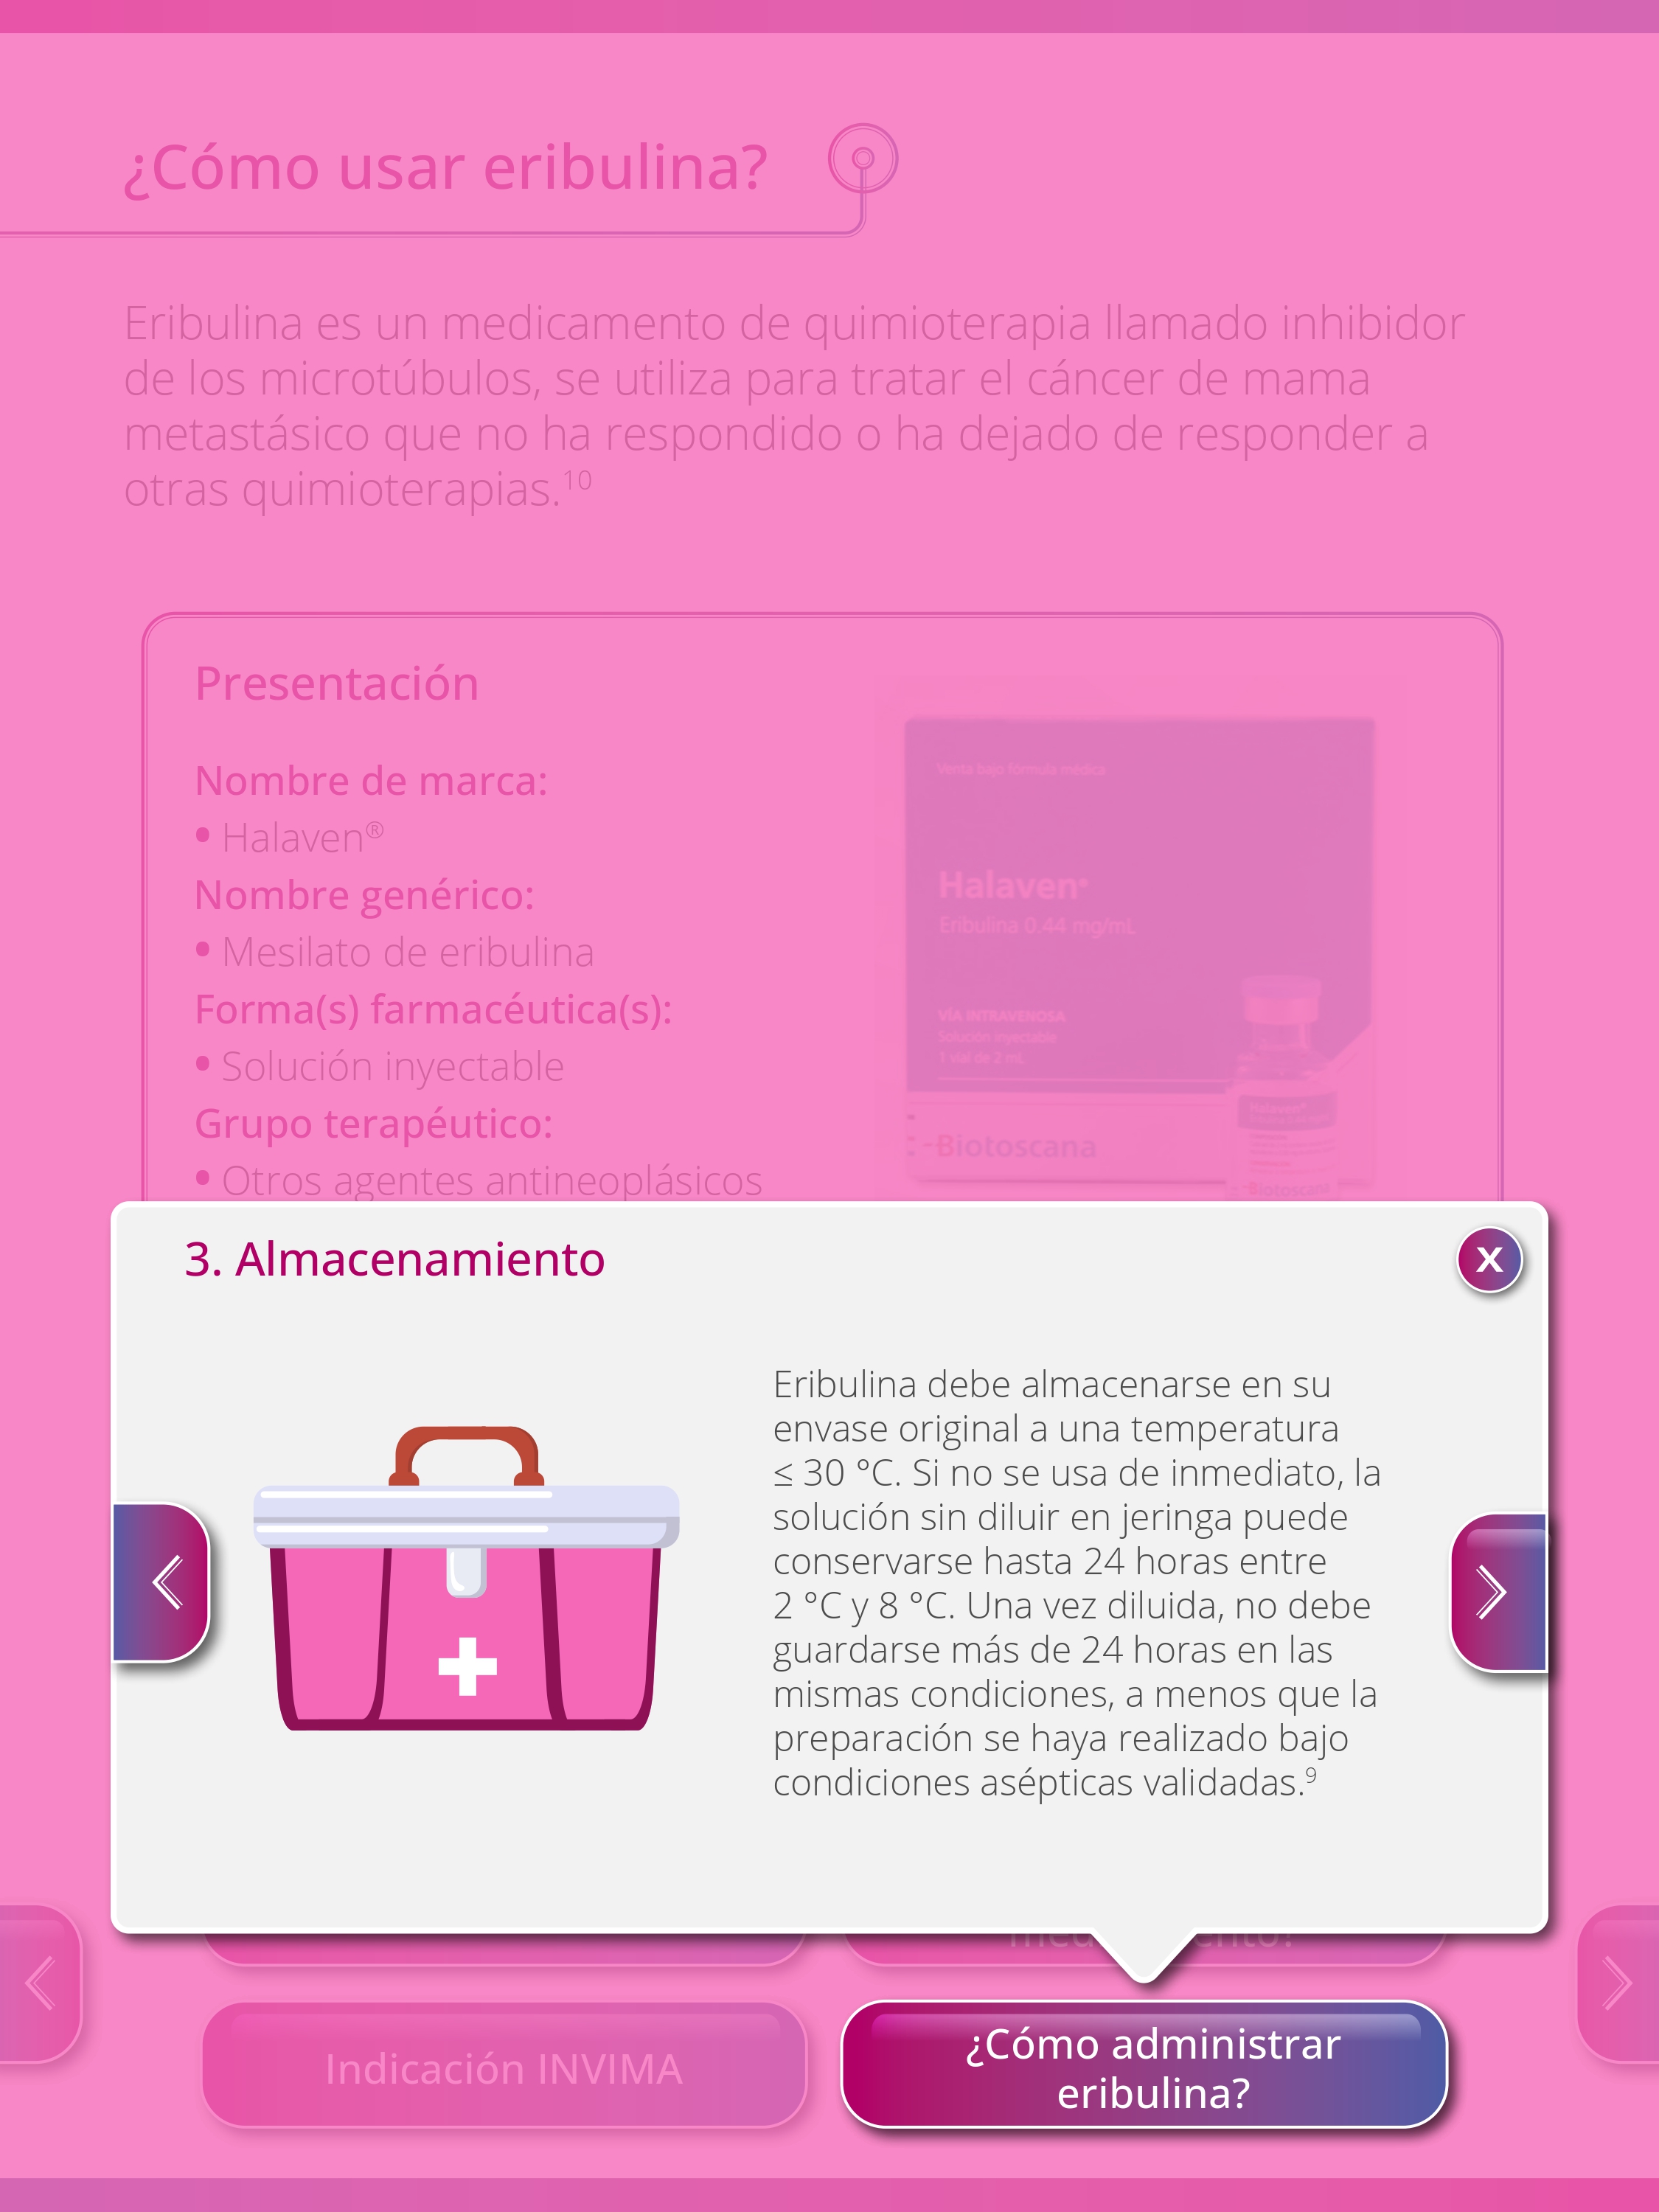 ¿Cómo usar eribulina?
Eribulina es un medicamento de quimioterapia llamado inhibidor
de los microtúbulos, se utiliza para tratar el cáncer de mama
metastásico que no ha respondido o ha dejado de responder a
otras quimioterapias.10
Presentación
Nombre de marca:
• Halaven®
Nombre genérico:
• Mesilato de eribulina
Forma(s) farmacéutica(s):
• Solución inyectable
Grupo terapéutico:
• Otros agentes antineoplásicos
Venta bajo fórmula médica
Halaven®
Eribulina 0.44 mg/mL
VÍA INTRAVENOSA
Solución inyectable
1 vial de 2 mL
Biotoscana
Halaven®
Biotoscana
3. Almacenamiento
X
Eribulina debe almacenarse en su
envase original a una temperatura
≤ 30 °C. Si no se usa de inmediato, la
solución sin diluir en jeringa puede
conservarse hasta 24 horas entre
2 °C y 8 °C. Una vez diluida, no debe
guardarse más de 24 horas en las
mismas condiciones, a menos que la
preparación se haya realizado bajo
condiciones asépticas validadas.9
Indicación INVIMA
¿Cómo administrar
eribulina?